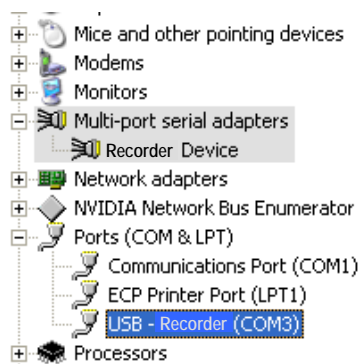 Mice and other pointing devices
Modems
Monitors
Multi-port serial adapters
Recorder Device
Network adapters
NVIDIA Network Bus Enumerator
Ports (COM & LPT)
Communications Port (COM1)
ECP Printer Port (LPT1)
USB - Recorder (COM3)
Processors